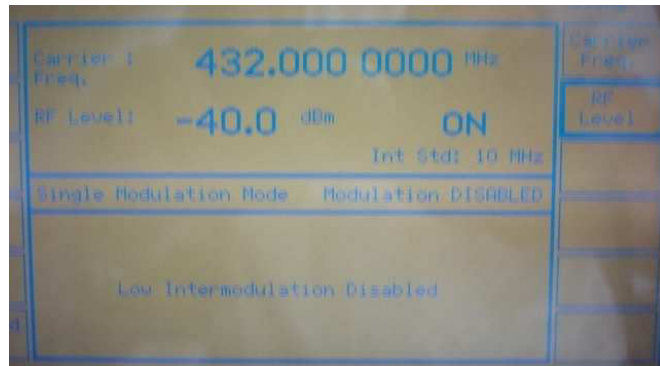 Carrier : 432.000 0000 MHz
Freq.
RF Level: -40.0 dBm ON
Int Std: 10 MHz
Single Modulation Mode Modulation DISABLED
Low Intermodulation Disabled
Carrier
Freq.
RF
Level